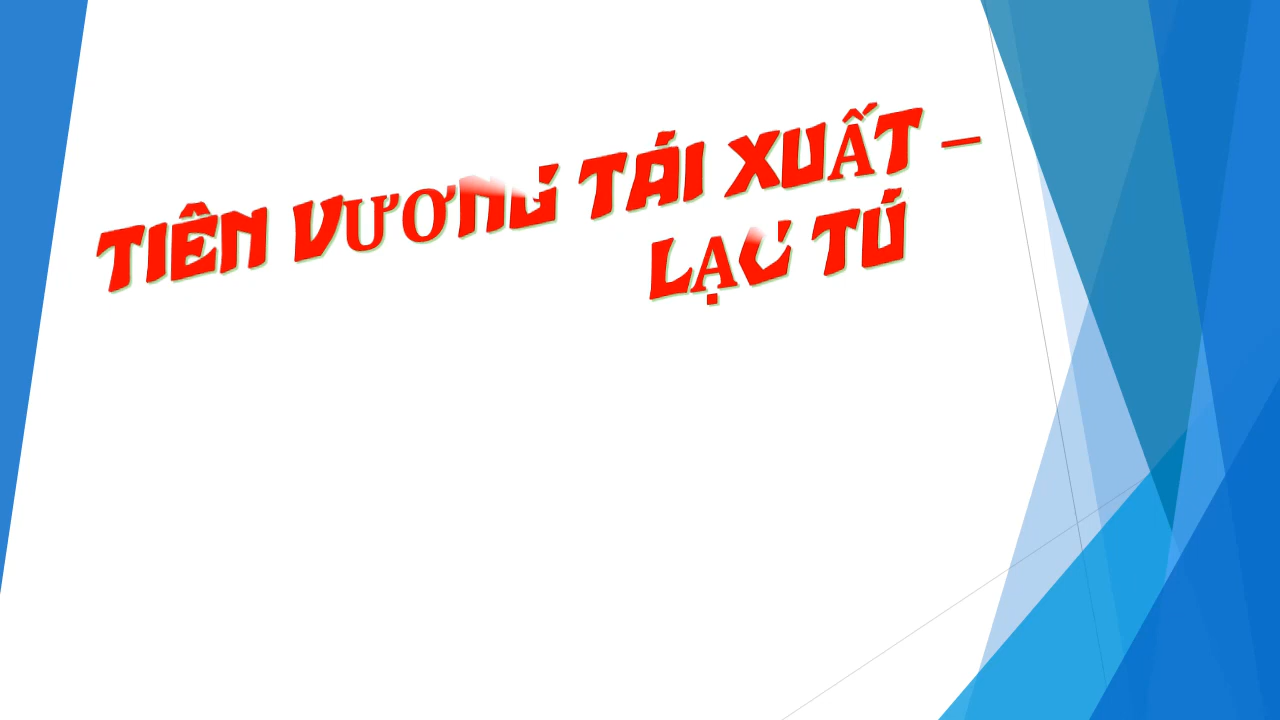 TIÊN VƯƠNG TÁI XUẤT –
LẠC TÚ